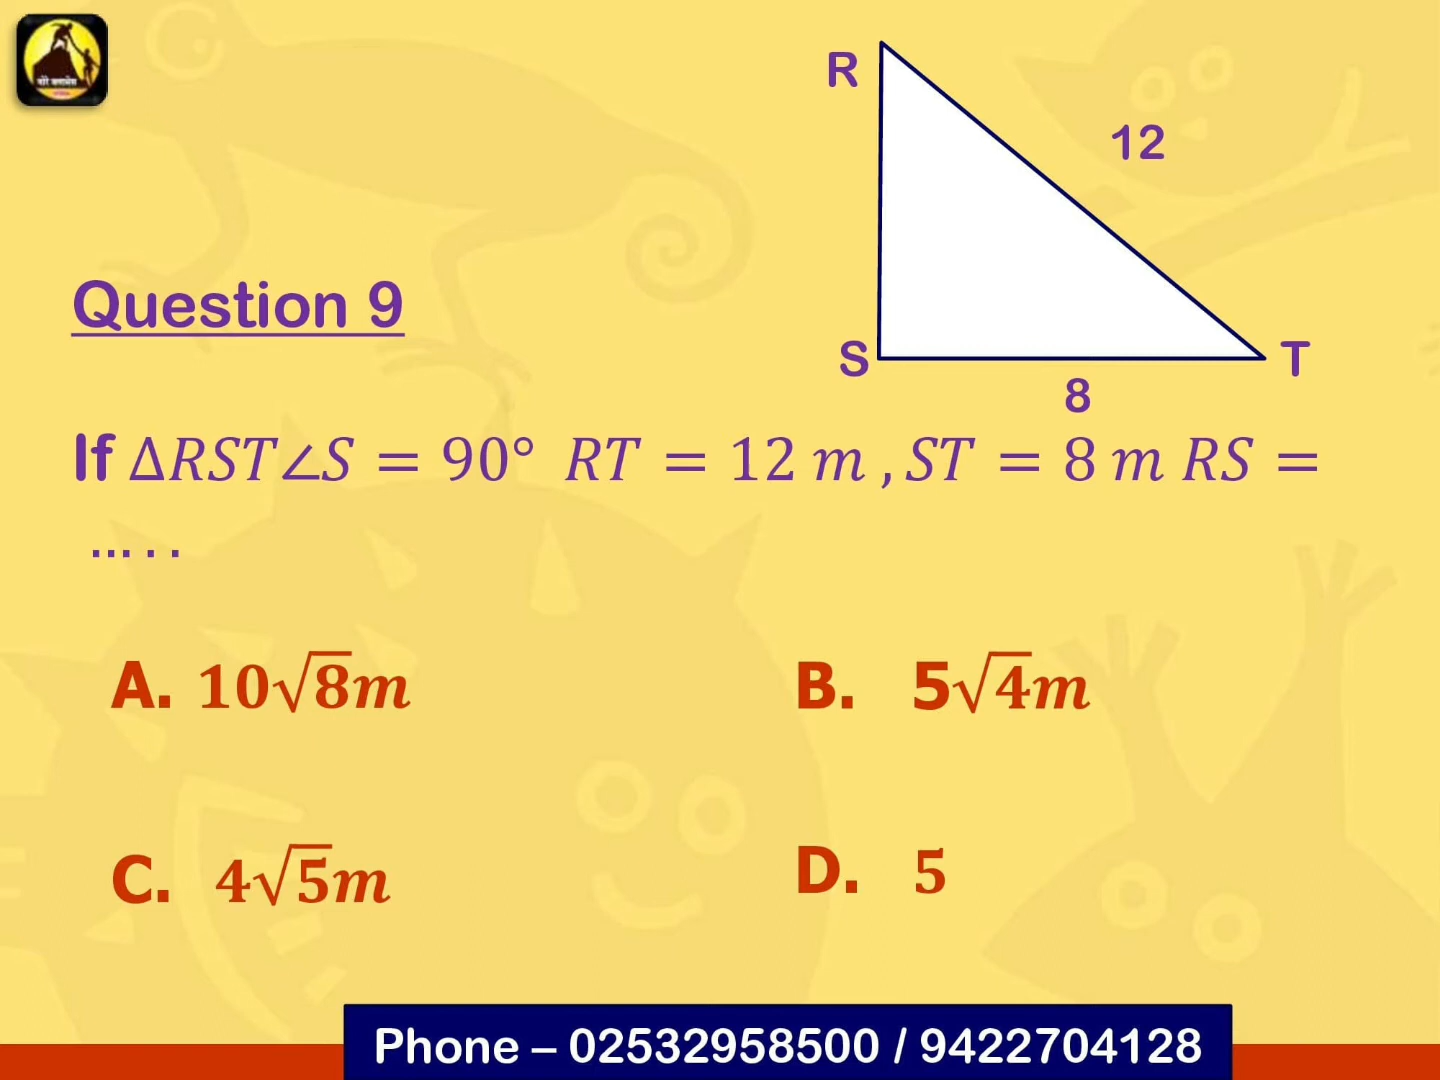 R
12
Question 9
S
T
8
If ∆RST∠S = 90° RT = 12 m , ST = 8 m RS =
... . .
A. 10√8m
B. 5√4m
C. 4√5m
D. 5
Phone – 02532958500 / 9422704128